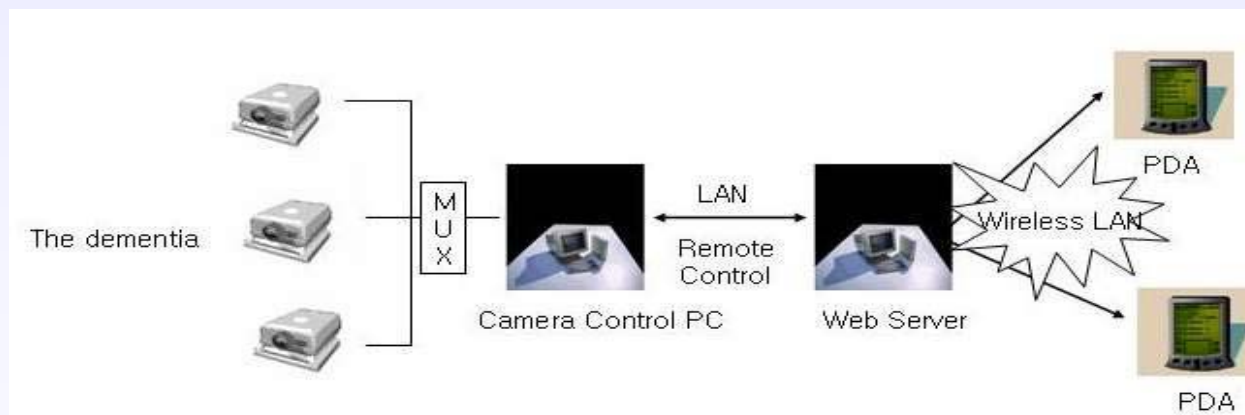 The dementia
M
U
X
Camera Control PC
LAN
Remote
Control
Web Server
Wireless LAN
PDA
PDA